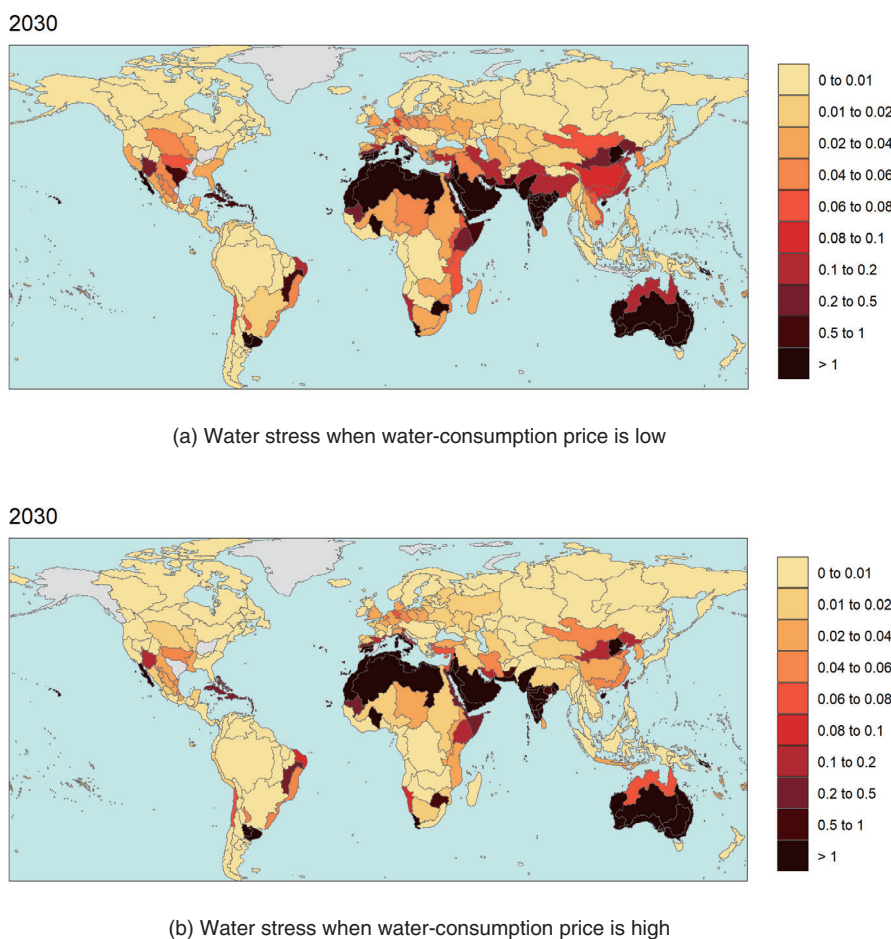 2030
0 to 0.01
0.01 to 0.02
0.02 to 0.04
0.04 to 0.06
0.06 to 0.08
0.08 to 0.1
0.1 to 0.2
0.2 to 0.5
0.5 to 1
> 1
(a) Water stress when water-consumption price is low
2030
0 to 0.01
0.01 to 0.02
0.02 to 0.04
0.04 to 0.06
0.06 to 0.08
0.08 to 0.1
0.1 to 0.2
0.2 to 0.5
0.5 to 1
> 1
(b) Water stress when water-consumption price is high